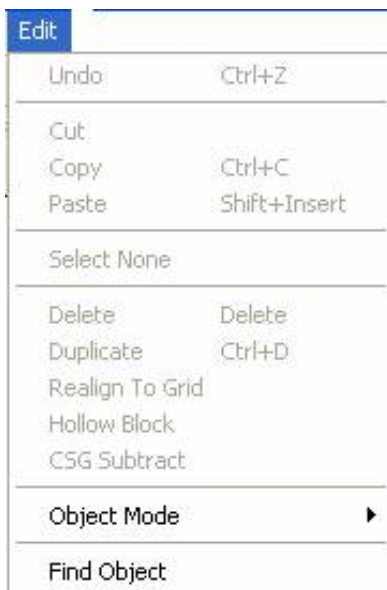 Edit
Undo Ctrl+Z
Cut
Copy Ctrl+C
Paste Shift+Insert
Select None
Delete Delete
Duplicate Ctrl+D
Realign To Grid
Hollow Block
CSG Subtract
Object Mode
Find Object